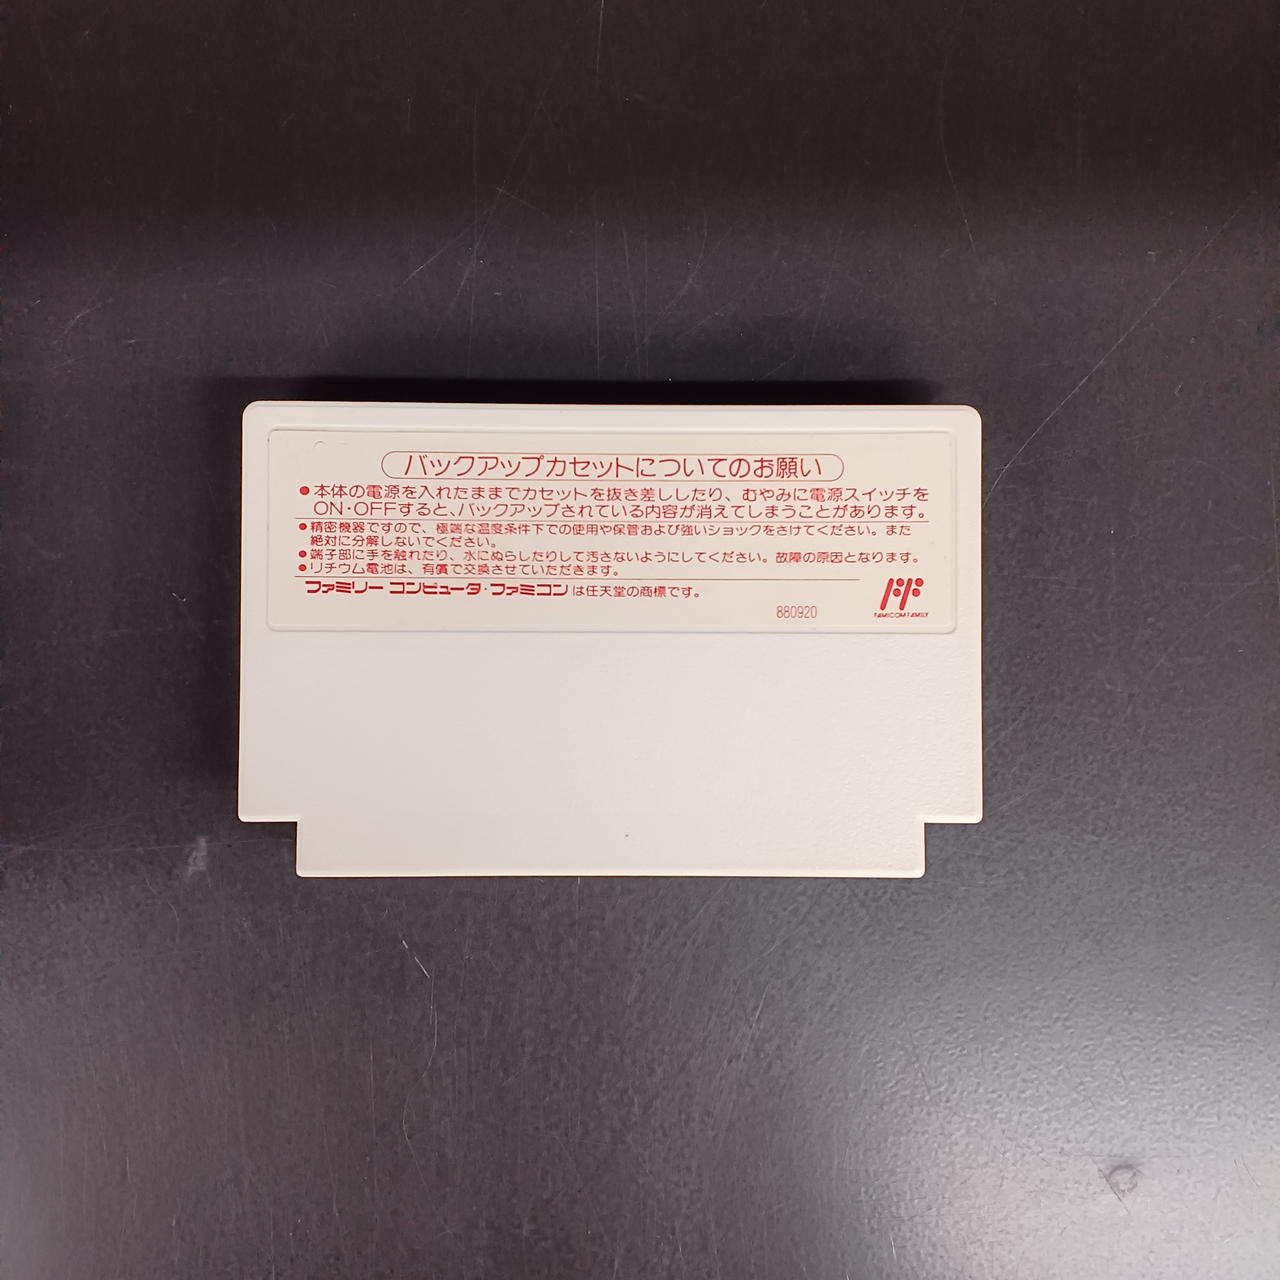 バックアップカセットについてのお願い
●本体の電源を入れたままでカセットを抜き差ししたり、むやみに電源スイッチを
ON・OFFすると、バックアップされている内容が消えてしまうことがあります。
●精密機器ですので、極端な温度条件下での使用や保管および強いショックをさけてください。また
絶対に分解しないでください。
●端子部に手を触れたり、水にぬらしたりして汚さないようにしてください。故障の原因となります。
●リチウム電池は、有償で交換させていただきます。
ファミリー コンピュータ・ファミコン は任天堂の商標です。
880920
FAMICOM FAMILY